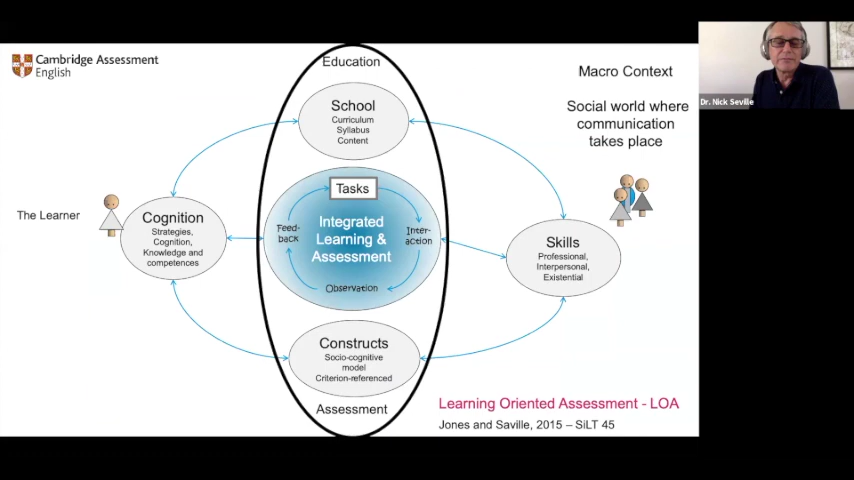 Cambridge Assessment
English
Education
Macro Context
Social world where
communication
takes place
Dr. Nick Seville
School
Curriculum
Syllabus
Content
The Learner
Cognition
Strategies,
Cognition,
Knowledge and
competences
Tasks
Feed-
back
Integrated
Learning &
Assessment
Inter-
action
Observation
Skills
Professional,
Interpersonal,
Existential
Constructs
Socio-cognitive
model
Criterion-referenced
Assessment
Learning Oriented Assessment - LOA
Jones and Saville, 2015 – SiLT 45